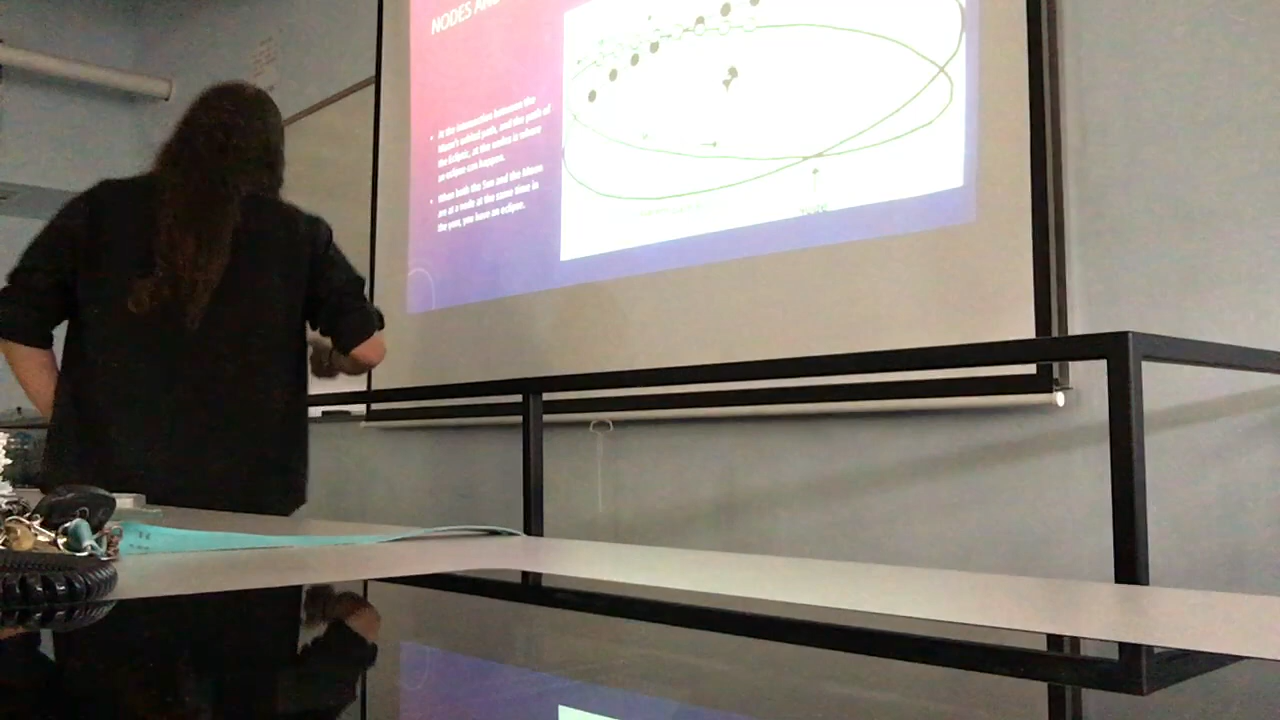 NODES AND
At the intersection between the
Moon's orbital path, and the path of
the Ecliptic, at the nodes is where
an eclipse can happen.
When both the Sun and the Moon
are at a node at the same time in
the year, you have an eclipse.